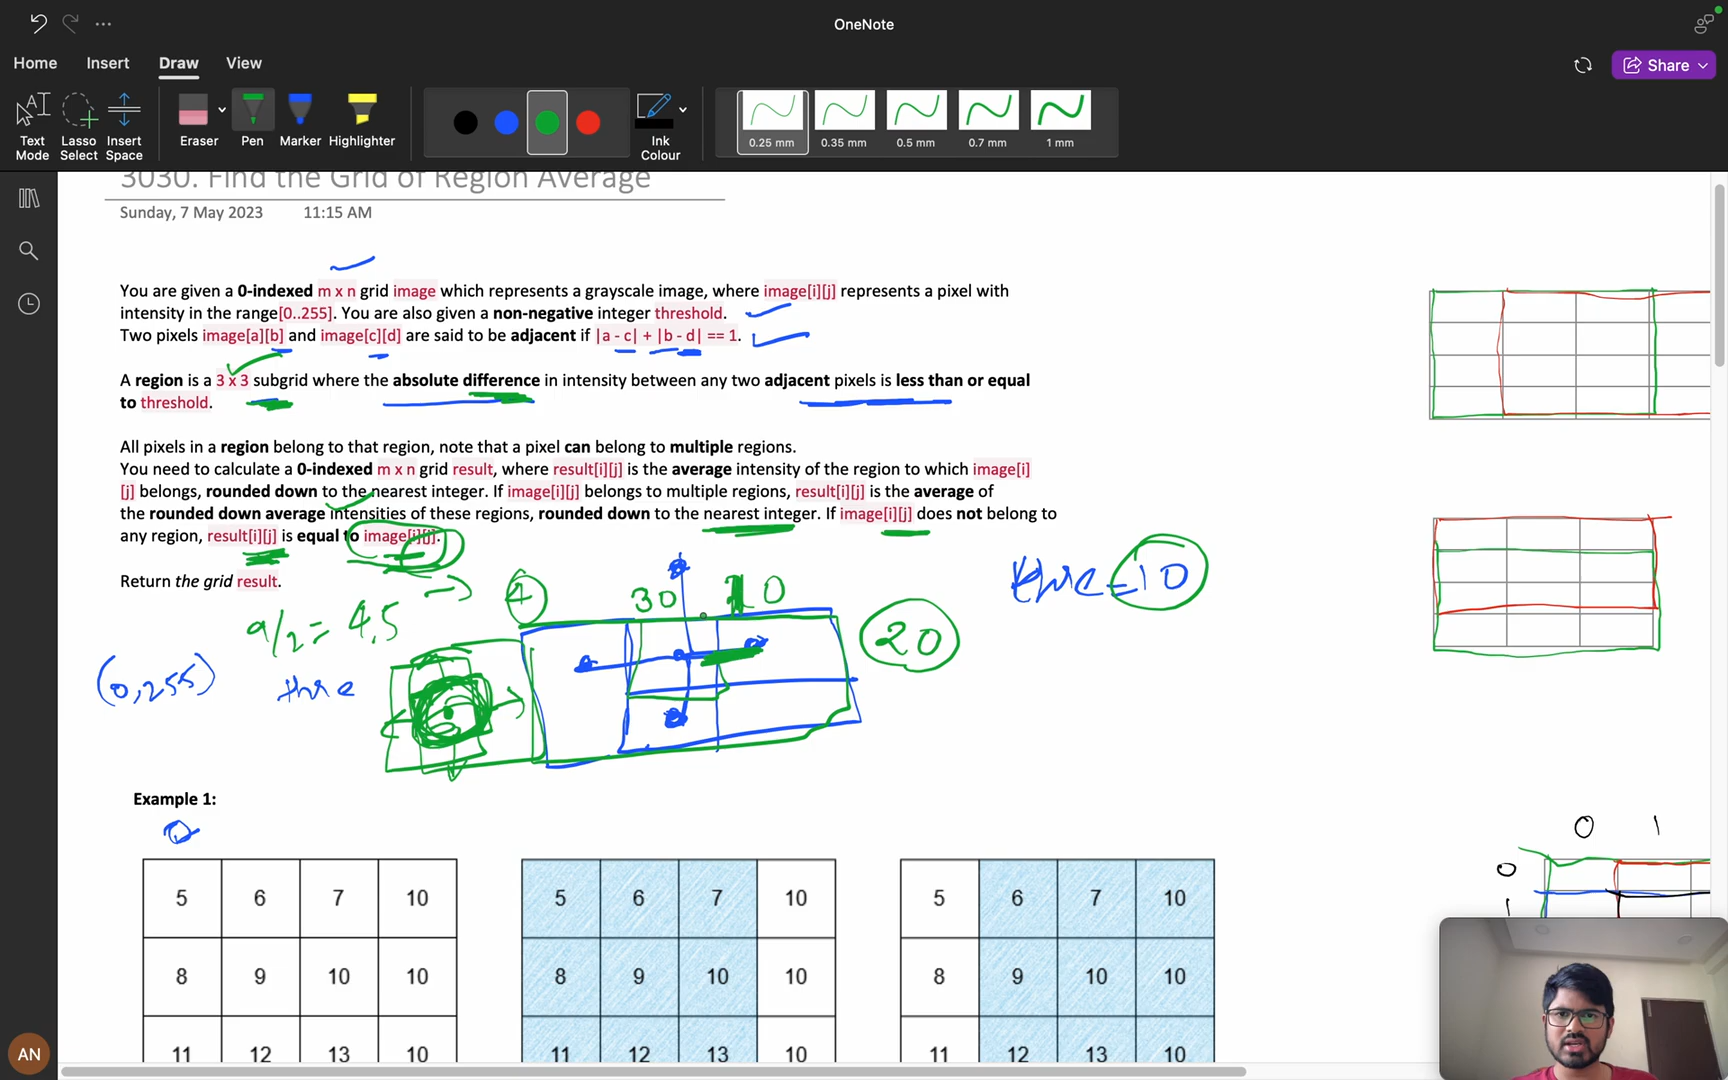 OneNote
Home Insert Draw View
Share
Text Mode
Lasso Select
Insert Space
Eraser
Pen
Marker
Highlighter
Ink Colour
0.25 mm
0.35 mm
0.5 mm
0.7 mm
1 mm
3030. Find the Grid of Region Average
Sunday, 7 May 2023 11:15 AM
You are given a 0-indexed m x n grid image which represents a grayscale image, where image[i][j] represents a pixel with
intensity in the range[0..255]. You are also given a non-negative integer threshold.
Two pixels image[a][b] and image[c][d] are said to be adjacent if |a - c| + |b - d| == 1.
A region is a 3 x 3 subgrid where the absolute difference in intensity between any two adjacent pixels is less than or equal
to threshold.
All pixels in a region belong to that region, note that a pixel can belong to multiple regions.
You need to calculate a 0-indexed m x n grid result, where result[i][j] is the average intensity of the region to which image[i]
[j] belongs, rounded down to the nearest integer. If image[i][j] belongs to multiple regions, result[i][j] is the average of
the rounded down average intensities of these regions, rounded down to the nearest integer. If image[i][j] does not belong to
any region, result[i][j] is equal to image[i][j].
Return the grid result.
thre = 10
9/2 = 4.5
4
30
10
20
(0,255)
thre
Example 1:
5 6 7 10
8 9 10 10
11 12 13 10
5 6 7 10
8 9 10 10
11 12 13 10
5 6 7 10
8 9 10 10
11 12 13 10
0 1
0
1
AN